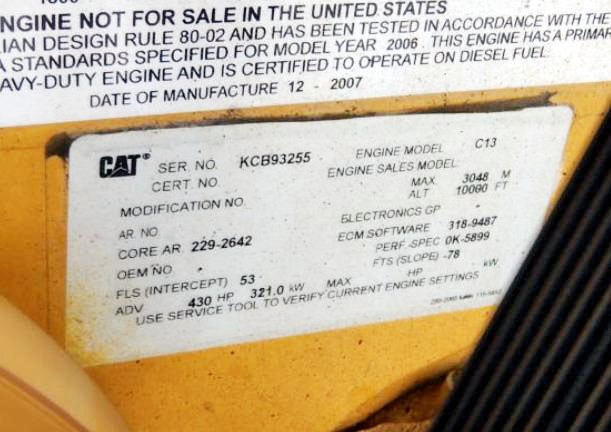 NGINE NOT FOR SALE IN THE UNITED STATES
LIAN DESIGN RULE 80-02 AND HAS BEEN TESTED IN ACCORDANCE WITH THE
A STANDARDS SPECIFIED FOR MODEL YEAR 2006. THIS ENGINE HAS A PRIMAR
AVY-DUTY ENGINE AND IS CERTIFIED TO OPERATE ON DIESEL FUEL
DATE OF MANUFACTURE 12 - 2007
CAT® SER. NO. KCB93255 ENGINE MODEL C13
CERT. NO. ENGINE SALES MODEL
MODIFICATION NO. MAX 3048 M
ALT 10000 FT
AR. NO. ELECTRONICS GP
CORE AR 229-2642 ECM SOFTWARE 318-9487
OEM NO PERF-SPEC 0K-5899
FLS (INTERCEPT) 53 FTS (SLOPE) -78
ADV 430 HP 321.0 kW MAX HP kW
USE SERVICE TOOL TO VERIFY CURRENT ENGINE SETTINGS